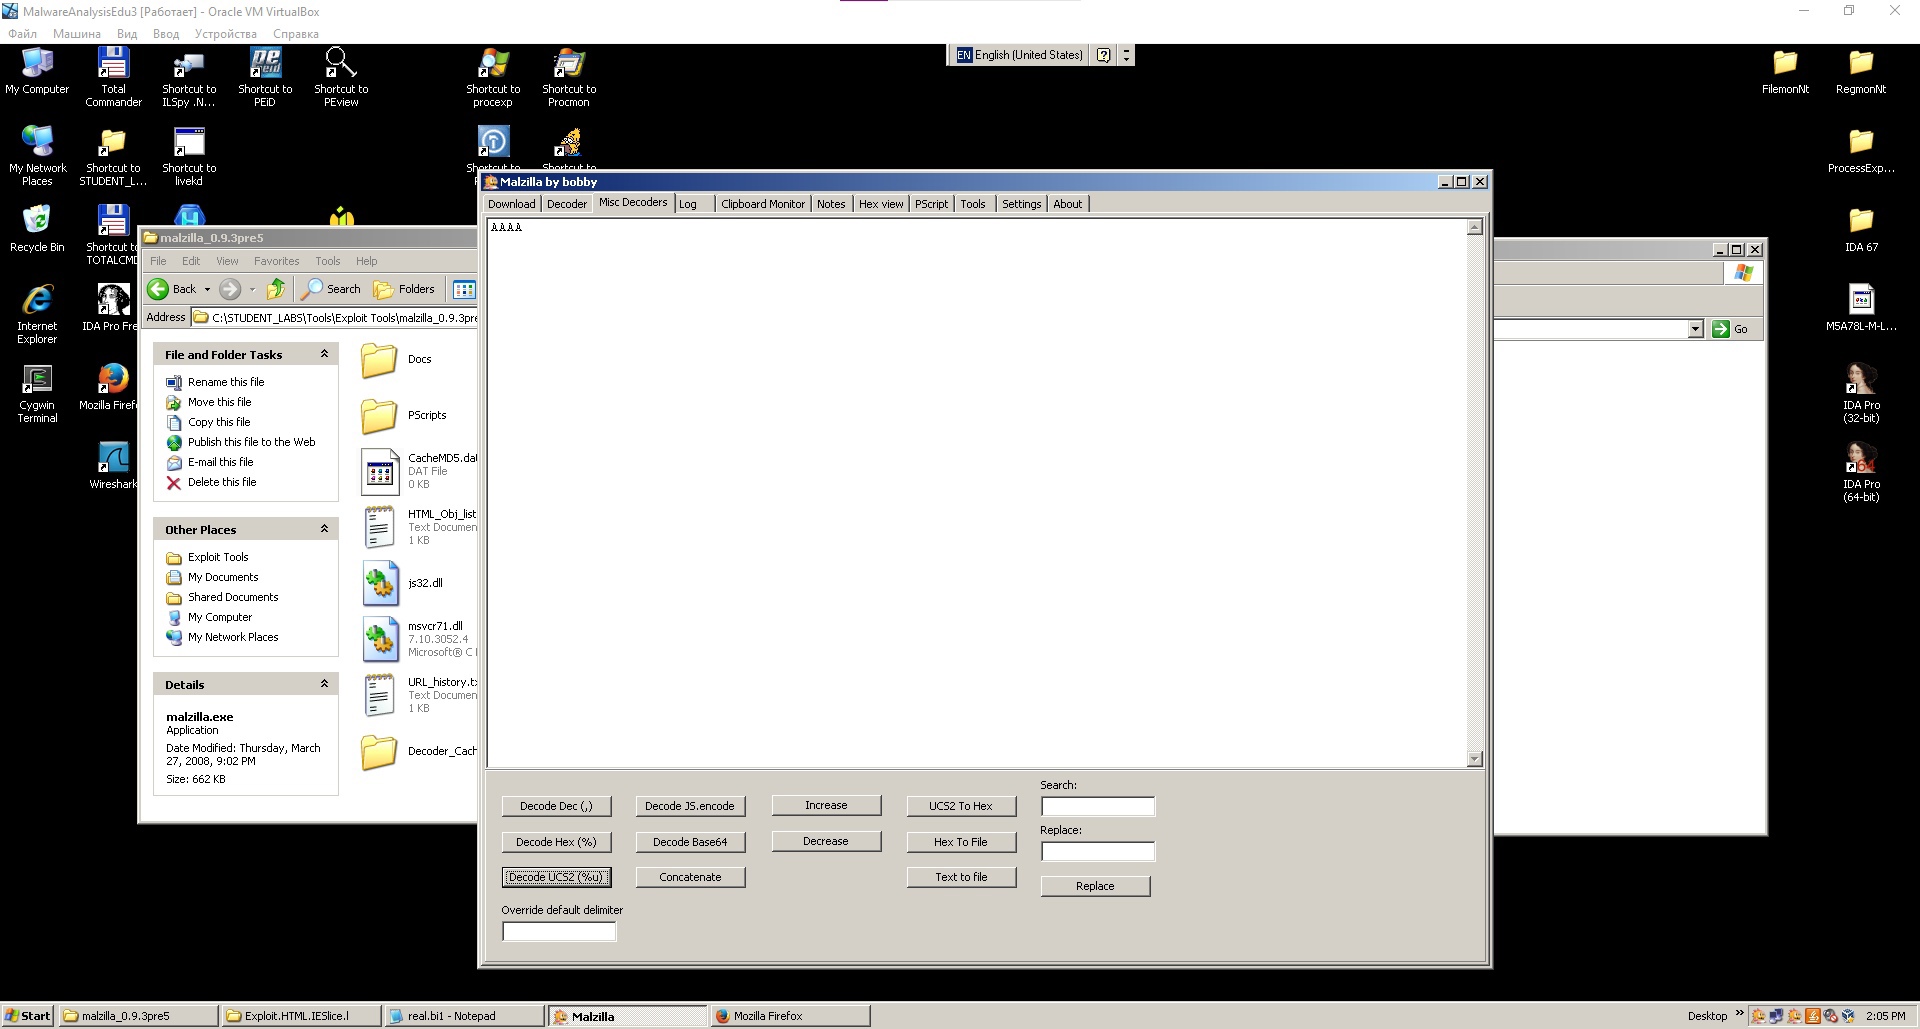 MalwareAnalysisEdu3 [Работает] - Oracle VM VirtualBox
Файл Машина Вид Ввод Устройства Справка
EN English (United States)
My Computer
Total Commander
Shortcut to ILSpy .N...
Shortcut to PEiD
Shortcut to PEview
Shortcut to procexp
Shortcut to Procmon
FilemonNt
RegmonNt
My Network Places
Shortcut to STUDENT_L...
Shortcut to livekd
Shortcut to
Shortcut to
ProcessExp...
Recycle Bin
Shortcut to TOTALCMD
IDA 67
Internet Explorer
IDA Pro Fre
M5A78L-M-L...
Cygwin Terminal
Mozilla Firefo
IDA Pro (32-bit)
Wireshark
IDA Pro (64-bit)
malzilla_0.9.3pre5
File Edit View Favorites Tools Help
Back Search Folders
Address C:\STUDENT_LABS\Tools\Exploit Tools\malzilla_0.9.3pre
File and Folder Tasks
Rename this file
Move this file
Copy this file
Publish this file to the Web
E-mail this file
Delete this file
Other Places
Exploit Tools
My Documents
Shared Documents
My Computer
My Network Places
Details
malzilla.exe
Application
Date Modified: Thursday, March
27, 2008, 9:02 PM
Size: 662 KB
Docs
PScripts
CacheMD5.dat
DAT File
0 KB
HTML_Obj_list
Text Documen
1 KB
js32.dll
msvcr71.dll
7.10.3052.4
Microsoft® C
URL_history.tx
Text Documen
1 KB
Decoder_Cach
Malzilla by bobby
Download Decoder Misc Decoders Log Clipboard Monitor Notes Hex view PScript Tools Settings About
AAAA
Decode Dec (,) Decode JS.encode Increase UCS2 To Hex
Decode Hex (%) Decode Base64 Decrease Hex To File
Decode UCS2 (%u) Concatenate Text to file
Search:
Replace:
Replace
Override default delimiter
Go
Start malzilla_0.9.3pre5 Exploit.HTML.IESlice.l real.bi1 - Notepad Malzilla Mozilla Firefox Desktop » 2:05 PM